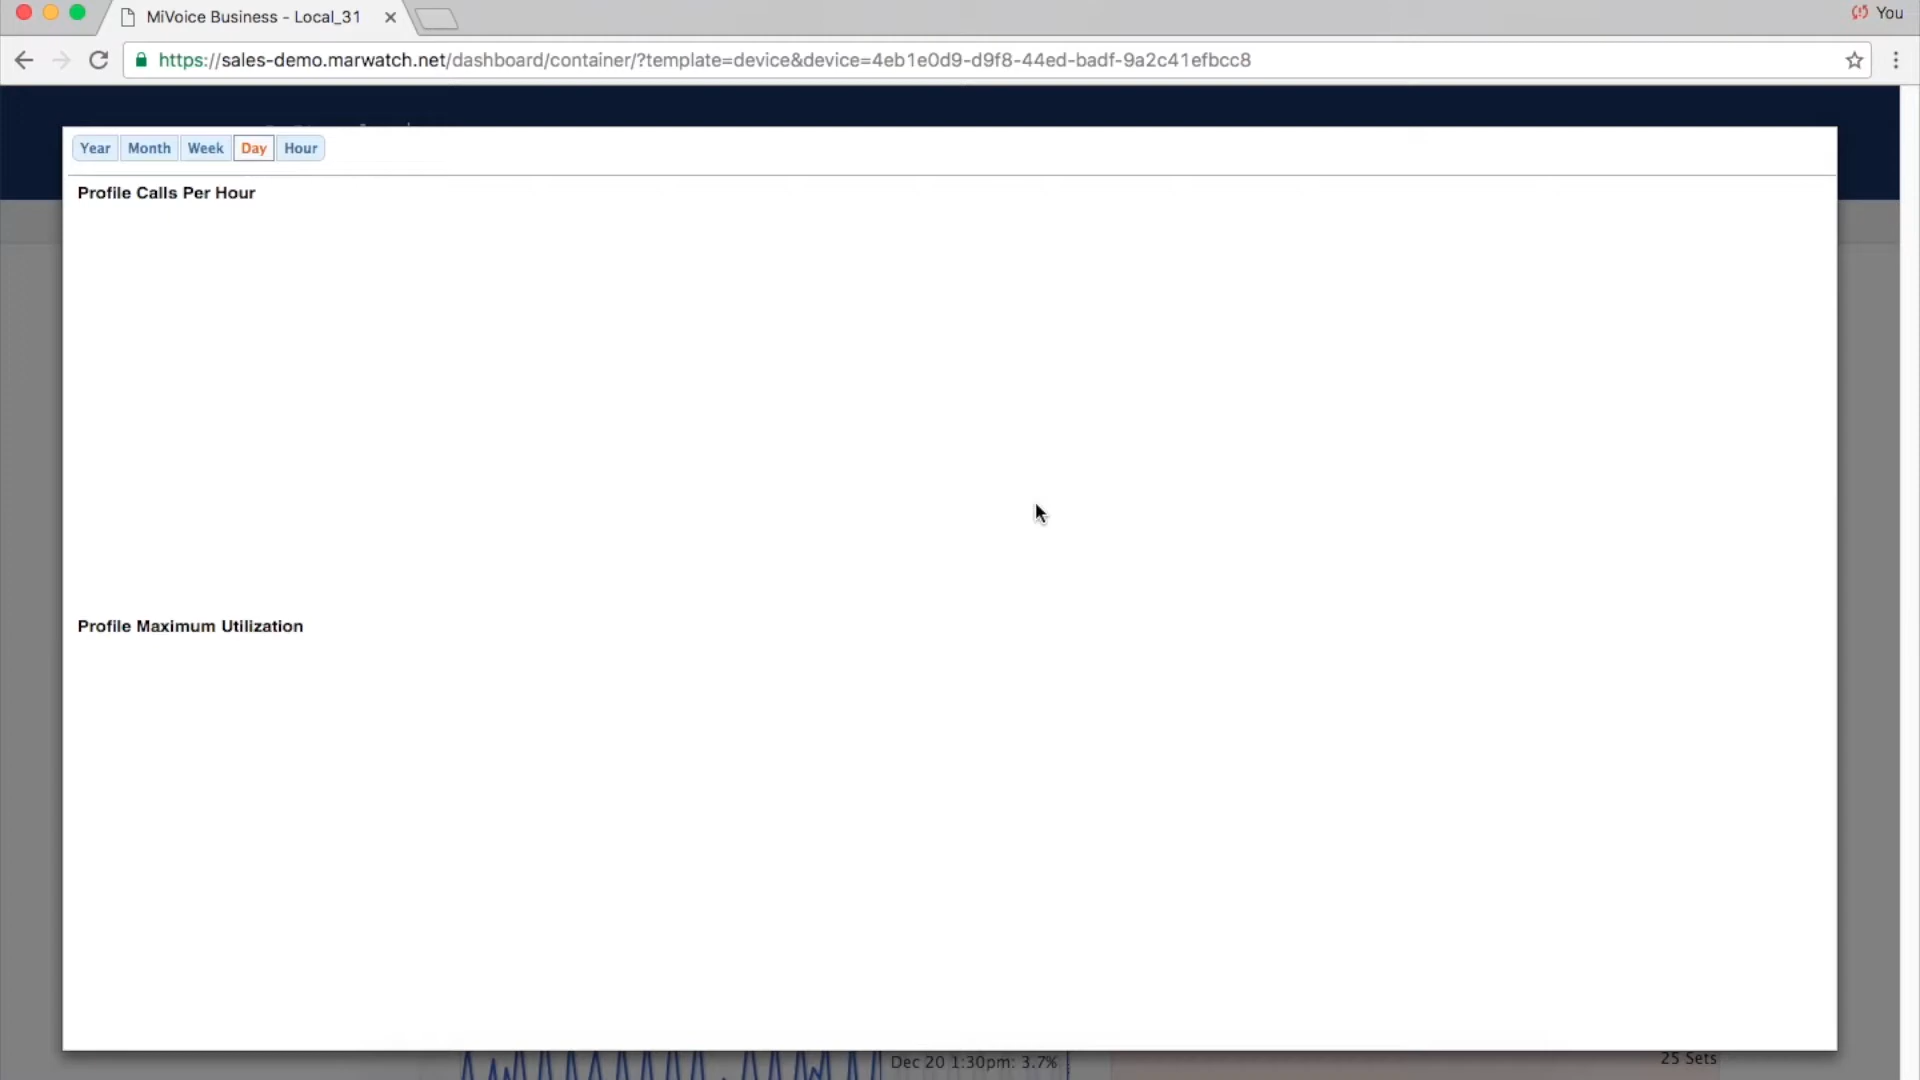 MiVoice Business - Local_31
You
https://sales-demo.marwatch.net/dashboard/container/?template=device&device=4eb1e0d9-d9f8-44ed-badf-9a2c41efbcc8
Year Month Week Day Hour
Profile Calls Per Hour
Profile Maximum Utilization
Dec 20 1:30pm: 3.7%
25 Sets